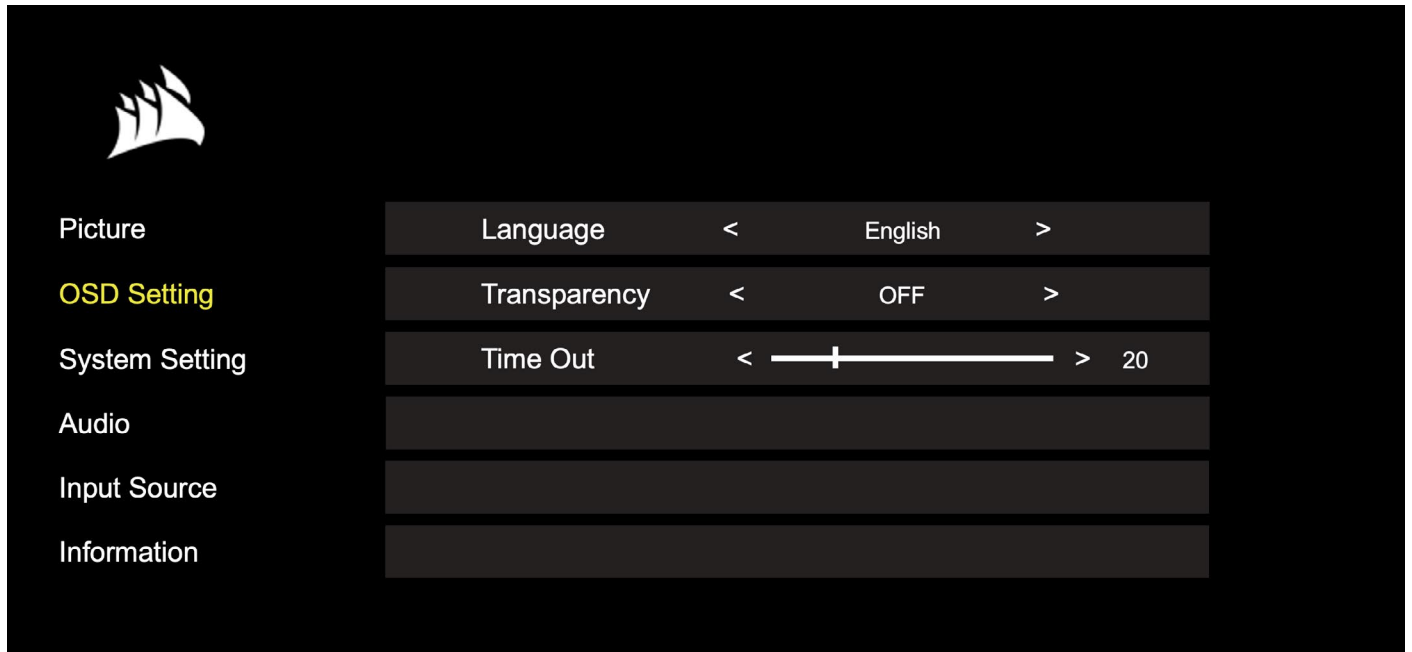 Picture Language < English >
OSD Setting Transparency < OFF >
System Setting Time Out < > 20
Audio
Input Source
Information